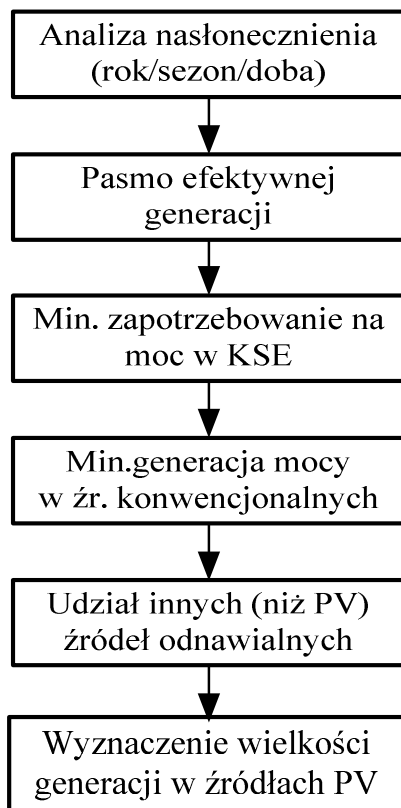 Analiza nasłonecznienia
(rok/sezon/doba)
Pasmo efektywnej
generacji
Min. zapotrzebowanie na
moc w KSE
Min.generacja mocy
w źr. konwencjonalnych
Udział innych (niż PV)
źródeł odnawialnych
Wyznaczenie wielkości
generacji w źródłach PV